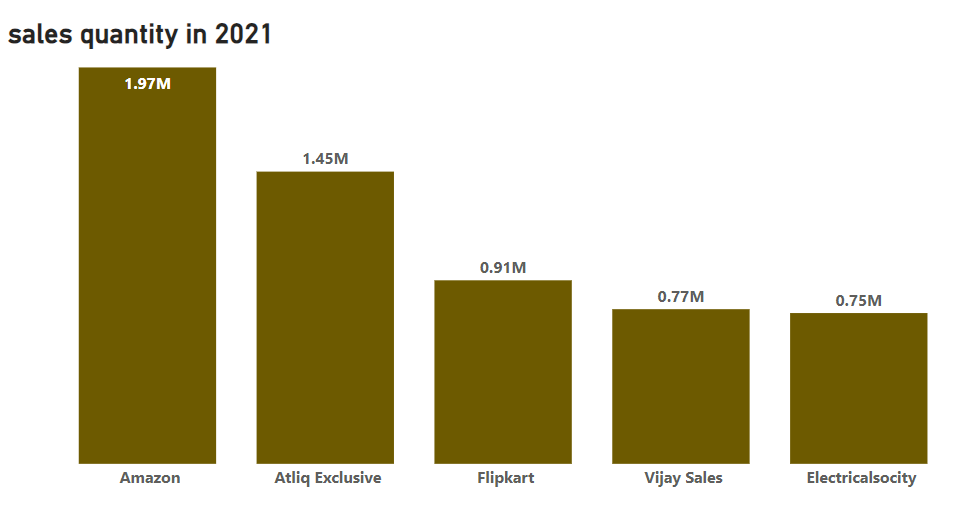 sales quantity in 2021
1.97M
1.45M
0.91M
0.77M
0.75M
Amazon
Atliq Exclusive
Flipkart
Vijay Sales
Electricalsocity